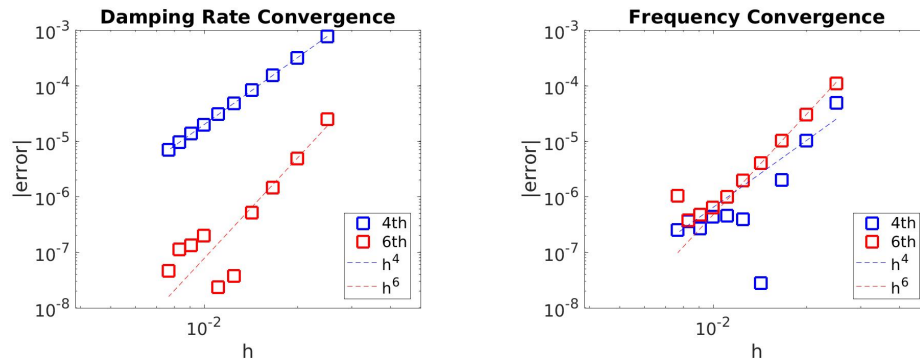 Damping Rate Convergence
10^-3
10^-4
10^-5
10^-6
10^-7
10^-8
|error|
10^-2
h
4th
6th
h^4
h^6
Frequency Convergence
10^-3
10^-4
10^-5
10^-6
10^-7
10^-8
|error|
10^-2
h
4th
6th
h^4
h^6